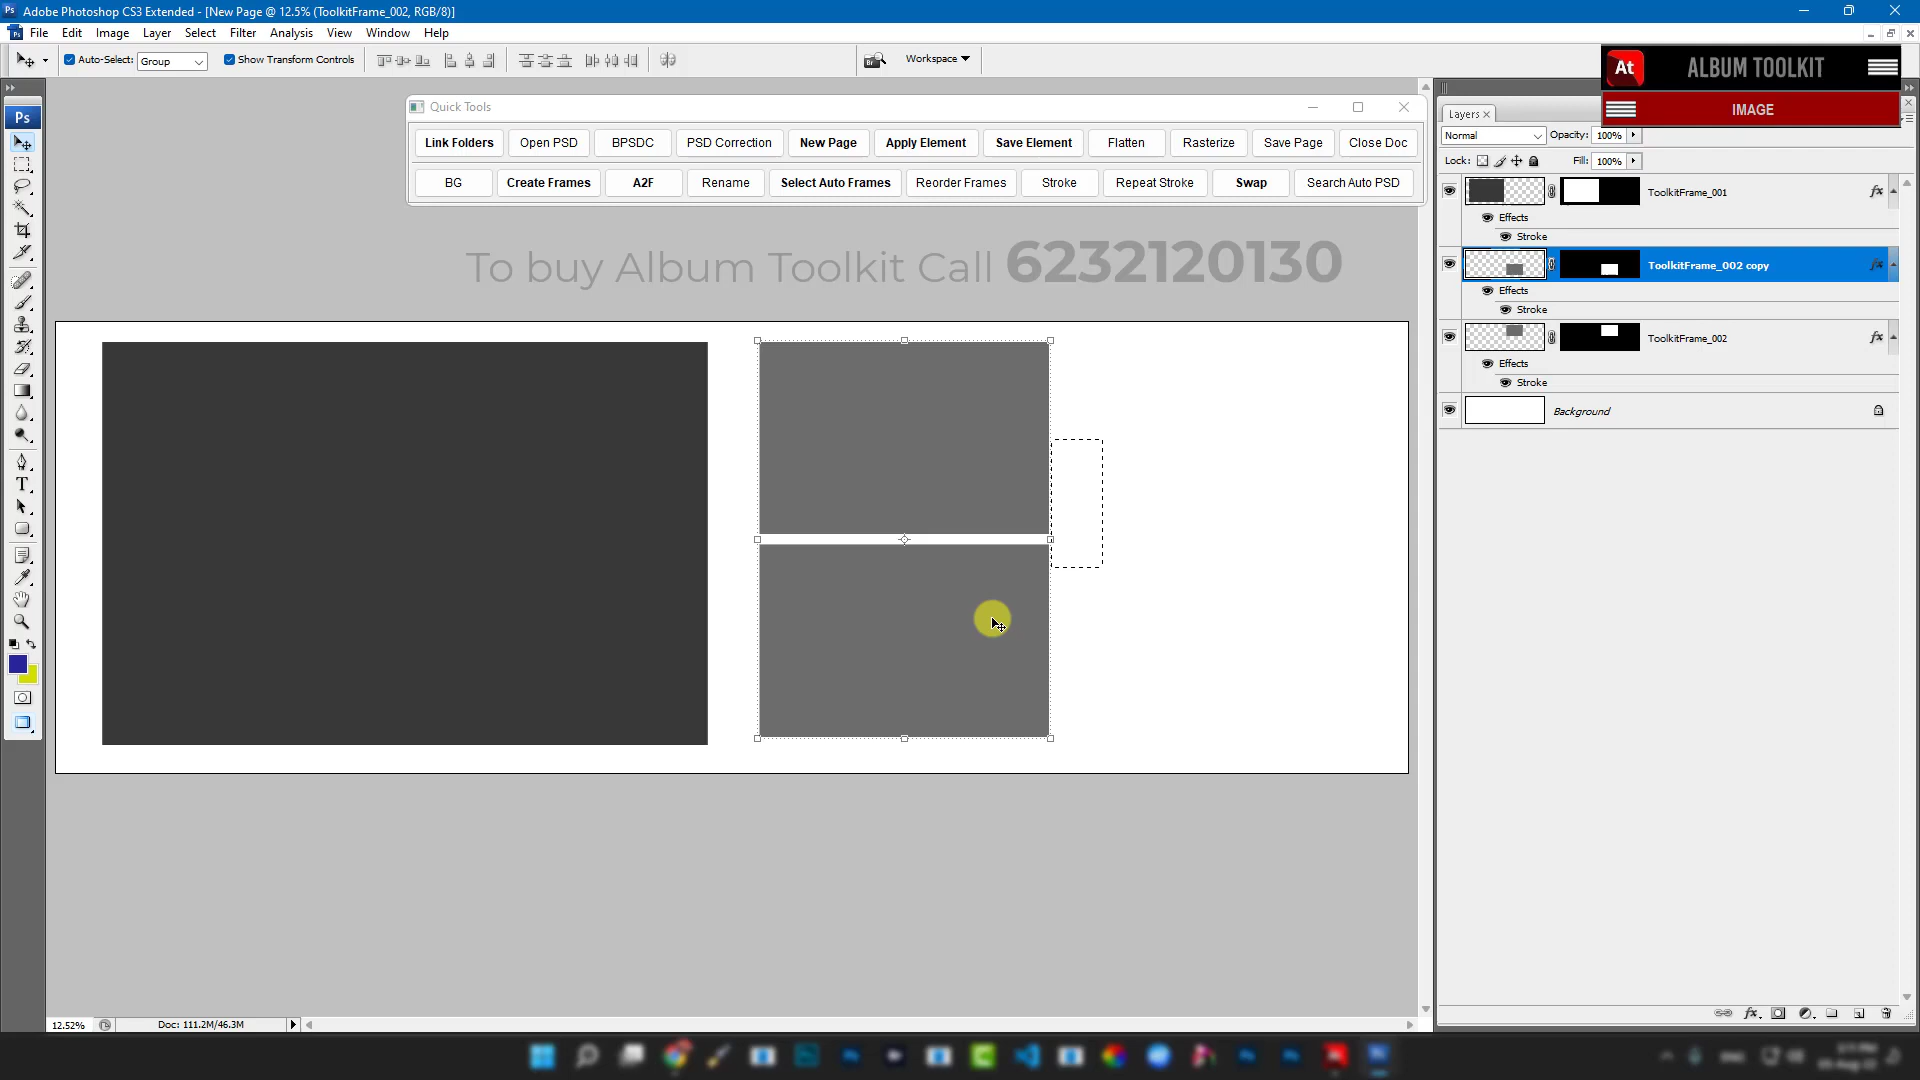 Ps Adobe Photoshop CS3 Extended - [New Page @ 12.5% (ToolkitFrame_002, RGB/8)]
File Edit Image Layer Select Filter Analysis View Window Help
Auto-Select: Group Show Transform Controls Workspace
At ALBUM TOOLKIT
IMAGE
Quick Tools
Link Folders Open PSD BPSDC PSD Correction New Page Apply Element Save Element Flatten Rasterize Save Page Close Doc
BG Create Frames A2F Rename Select Auto Frames Reorder Frames Stroke Repeat Stroke Swap Search Auto PSD
To buy Album Toolkit Call 6232120130
Ps
Layers
Normal Opacity: 100%
Lock: Fill: 100%
ToolkitFrame_001
Effects
Stroke
ToolkitFrame_002 copy
Effects
Stroke
ToolkitFrame_002
Effects
Stroke
Background
12.52% Doc: 111.2M/46.3M